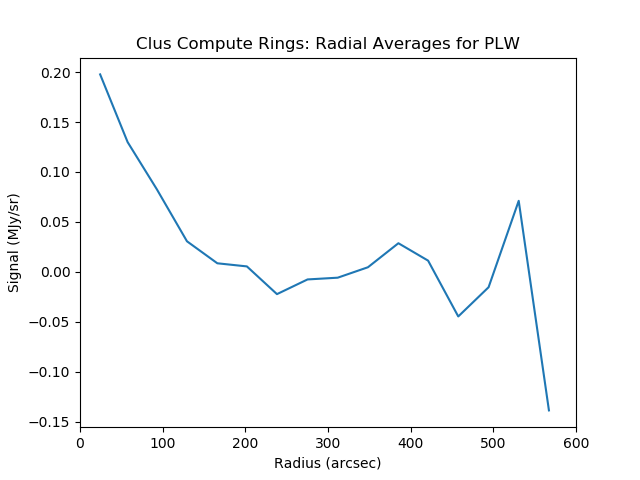 Clus Compute Rings: Radial Averages for PLW
0.20
0.15
0.10
0.05
0.00
−0.05
−0.10
−0.15
Signal (MJy/sr)
0 100 200 300 400 500 600
Radius (arcsec)